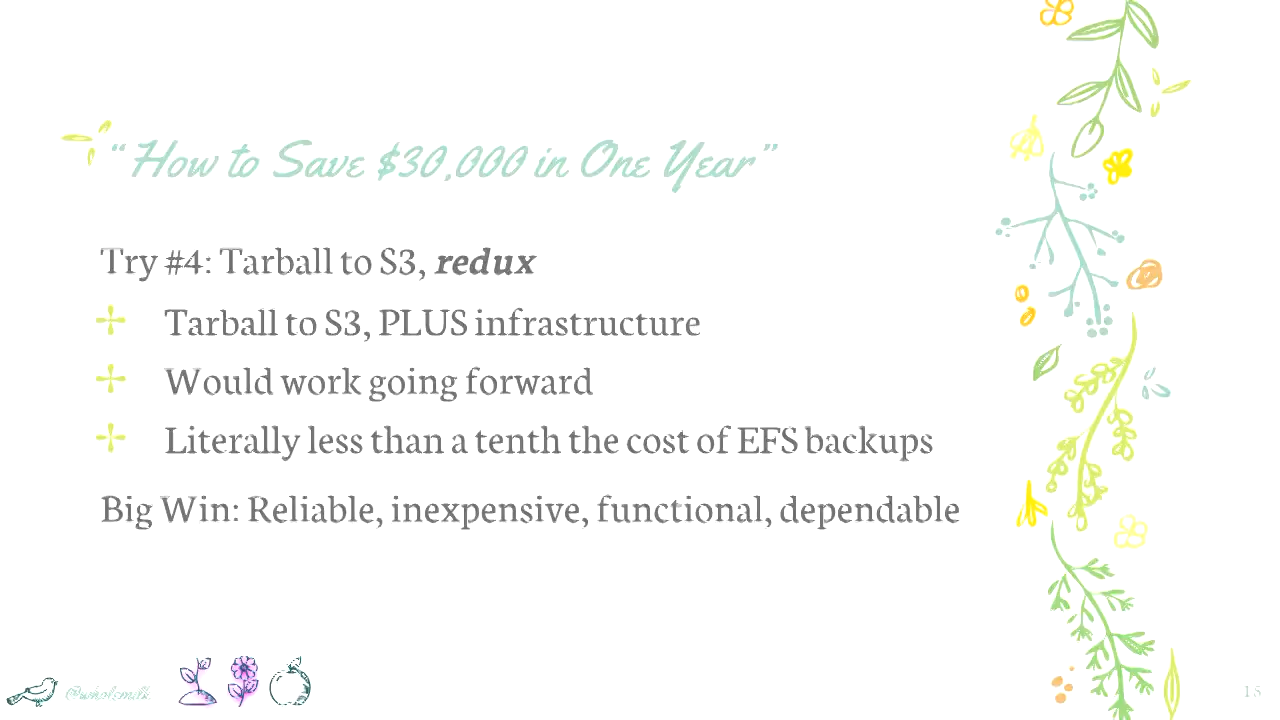 “How to Save $30,000 in One Year”
Try #4: Tarball to S3, redux
Tarball to S3, PLUS infrastructure
Would work going forward
Literally less than a tenth the cost of EFS backups
Big Win: Reliable, inexpensive, functional, dependable
@wholemilk
15